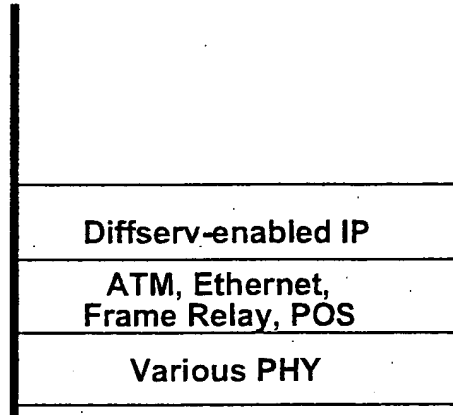 Diffserv-enabled IP
ATM, Ethernet,
Frame Relay, POS
Various PHY